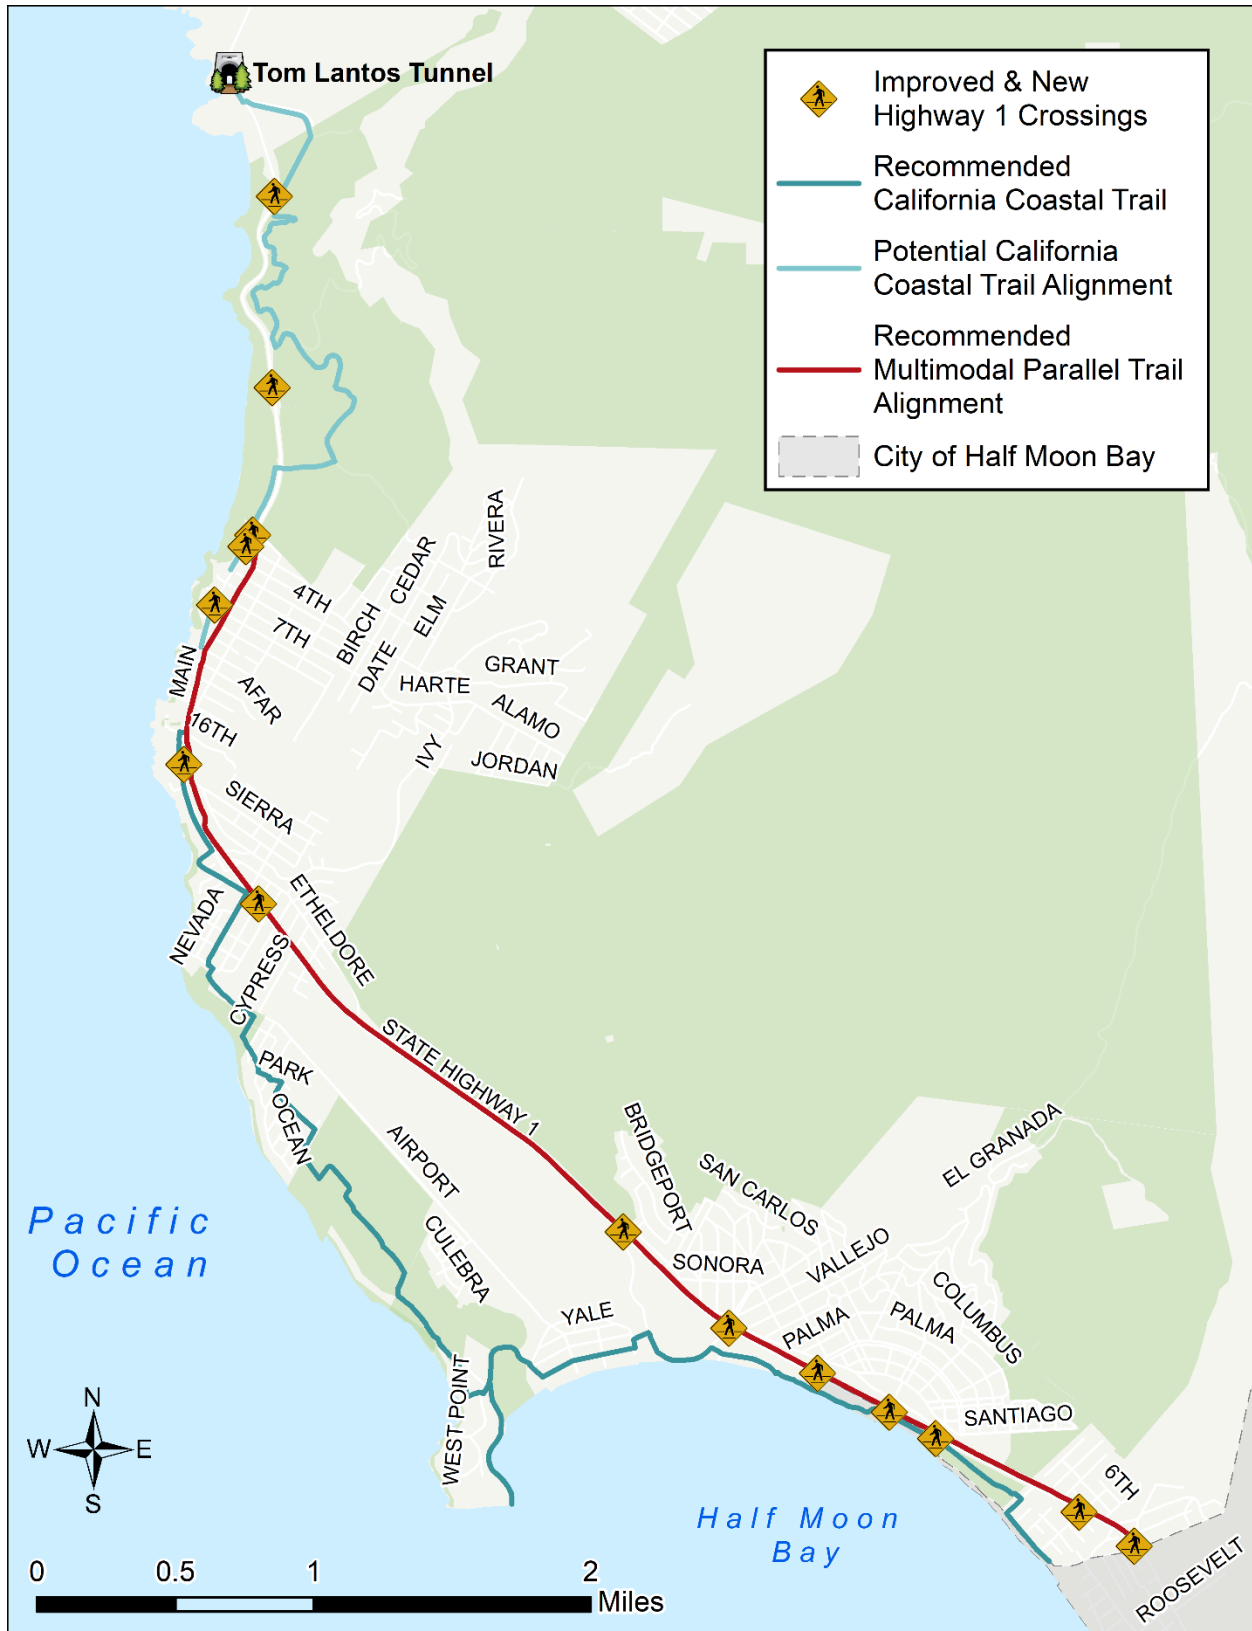 Tom Lantos Tunnel
Improved & New
Highway 1 Crossings
Recommended
California Coastal Trail
Potential California
Coastal Trail Alignment
Recommended
Multimodal Parallel Trail
Alignment
City of Half Moon Bay
RIVERA
CEDAR
4TH
ELM
BIRCH
7TH
DATE
MAIN
GRANT
HARTE
AFAR
ALAMO
16TH
IVY
JORDAN
SIERRA
ETHELDORE
NEVADA
CYPRESS
STATE HIGHWAY 1
PARK
OCEAN
AIRPORT
BRIDGEPORT
EL GRANADA
SAN CARLOS
Pacific
Ocean
CULEBRA
SONORA
VALLEJO
COLUMBUS
YALE
PALMA
PALMA
WEST POINT
SANTIAGO
N
W
E
S
6TH
Half Moon
Bay
ROOSEVELT
0
0.5
1
2
Miles